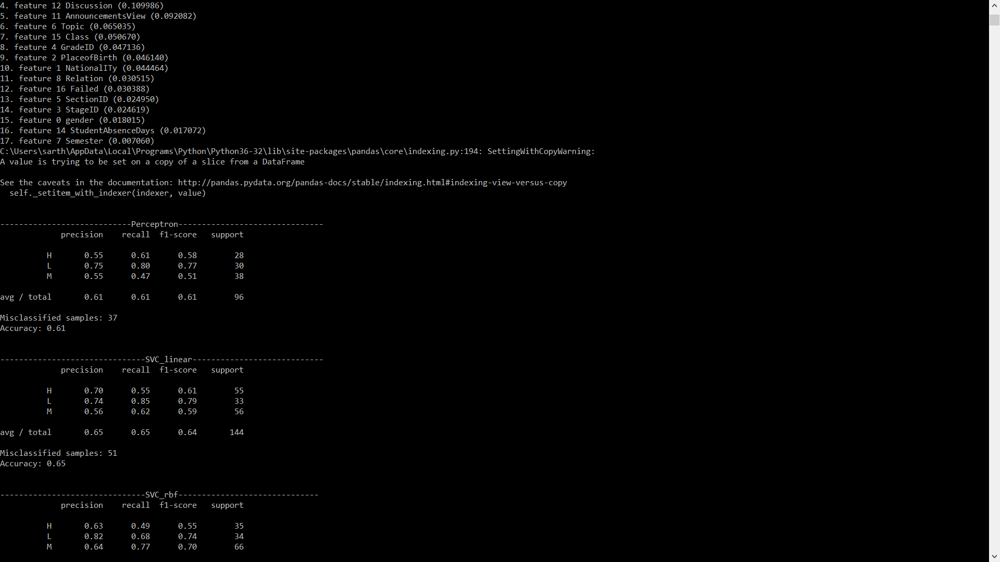 4. feature 12 Discussion (0.109986)
5. feature 11 AnnouncementsView (0.092082)
6. feature 6 Topic (0.065035)
7. feature 15 Class (0.050670)
8. feature 4 GradeID (0.047136)
9. feature 2 PlaceofBirth (0.046140)
10. feature 1 NationalITy (0.044464)
11. feature 8 Relation (0.030515)
12. feature 16 Failed (0.030388)
13. feature 5 SectionID (0.024950)
14. feature 3 StageID (0.024619)
15. feature 0 gender (0.018015)
16. feature 14 StudentAbsenceDays (0.017072)
17. feature 7 Semester (0.007060)
C:\Users\sarth\AppData\Local\Programs\Python\Python36-32\lib\site-packages\pandas\core\indexing.py:194: SettingWithCopyWarning:
A value is trying to be set on a copy of a slice from a DataFrame
See the caveats in the documentation: http://pandas.pydata.org/pandas-docs/stable/indexing.html#indexing-view-versus-copy
  self._setitem_with_indexer(indexer, value)
----------------------------Perceptron-------------------------------
             precision    recall  f1-score   support
          H       0.55      0.61      0.58        28
          L       0.75      0.80      0.77        30
          M       0.55      0.47      0.51        38
avg / total       0.61      0.61      0.61        96
Misclassified samples: 37
Accuracy: 0.61
-------------------------------SVC_linear----------------------------
             precision    recall  f1-score   support
          H       0.70      0.55      0.61        55
          L       0.74      0.85      0.79        33
          M       0.56      0.62      0.59        56
avg / total       0.65      0.65      0.64       144
Misclassified samples: 51
Accuracy: 0.65
-------------------------------SVC_rbf------------------------------
             precision    recall  f1-score   support
          H       0.63      0.49      0.55        35
          L       0.82      0.68      0.74        34
          M       0.64      0.77      0.70        66